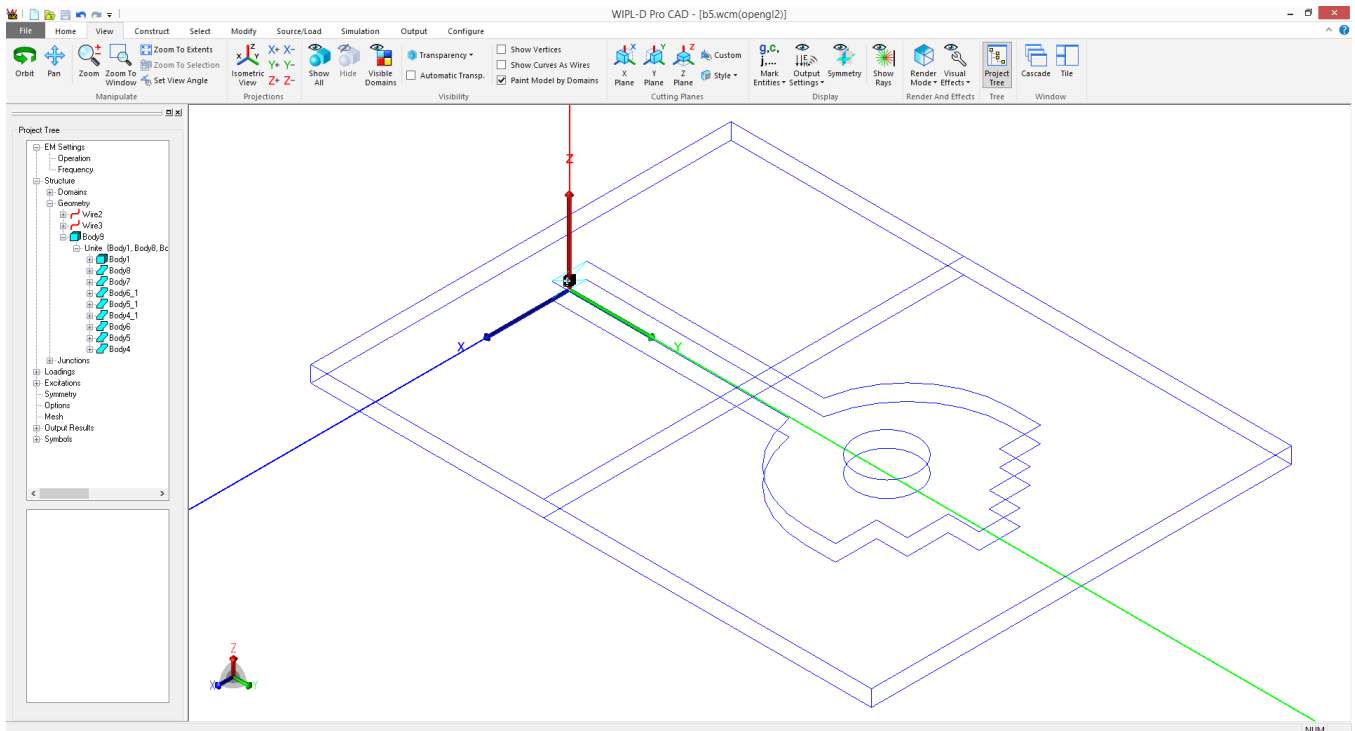 WIPL-D Pro CAD - [b5.wcm(opengl2)]
File Home View Construct Select Modify Source/Load Simulation Output Configure
Orbit
Pan
Zoom
Zoom To Window
Zoom To Extents
Zoom To Selection
Set View Angle
Manipulate
Isometric View
X+ X-
Y+ Y-
Z+ Z-
Projections
Show All
Hide
Visible Domains
Transparency
Automatic Transp.
Show Vertices
Show Curves As Wires
Paint Model by Domains
Visibility
X Plane
Y Plane
Z Plane
Custom
Style
Cutting Planes
g,c,
j,...
Mark Entities
Output Settings
Symmetry
Show Rays
Display
Render Mode
Visual Effects
Render And Effects
Project Tree
Tree
Cascade
Tile
Window
Project Tree
EM Settings
Operation
Frequency
Structure
Domains
Geometry
Wire2
Wire3
Body9
Unite (Body1, Body8, Bc
Body1
Body8
Body7
Body6_1
Body5_1
Body4_1
Body6
Body5
Body4
Junctions
Loadings
Excitations
Symmetry
Options
Mesh
Output Results
Symbols
Z
X
Y
Z
X
Y
NUM